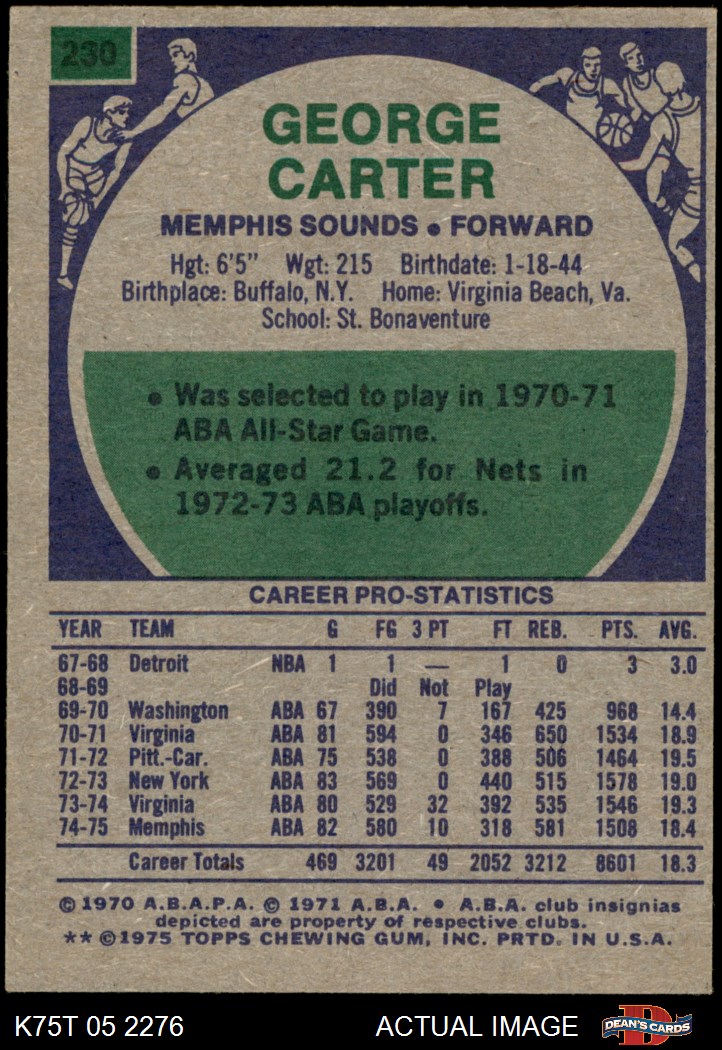 230
GEORGE
CARTER
MEMPHIS SOUNDS • FORWARD
Hgt: 6'5" Wgt: 215 Birthdate: 1-18-44
Birthplace: Buffalo, N.Y. Home: Virginia Beach, Va.
School: St. Bonaventure
• Was selected to play in 1970-71
ABA All-Star Game.
• Averaged 21.2 for Nets in
1972-73 ABA playoffs.
CAREER PRO-STATISTICS
YEAR TEAM G FG 3 PT FT REB. PTS. AVG.
67-68 Detroit NBA 1 1 — 1 0 3 3.0
68-69 Did Not Play
69-70 Washington ABA 67 390 7 167 425 968 14.4
70-71 Virginia ABA 81 594 0 346 650 1534 18.9
71-72 Pitt.-Car. ABA 75 538 0 388 506 1464 19.5
72-73 New York ABA 83 569 0 440 515 1578 19.0
73-74 Virginia ABA 80 529 32 392 535 1546 19.3
74-75 Memphis ABA 82 580 10 318 581 1508 18.4
Career Totals 469 3201 49 2052 3212 8601 18.3
© 1970 A.B.A.P.A. © 1971 A.B.A. • A.B.A. club insignias
depicted are property of respective clubs.
** ©1975 TOPPS CHEWING GUM, INC. PRTD. IN U.S.A.
K75T 05 2276 ACTUAL IMAGE D DEAN'S CARDS